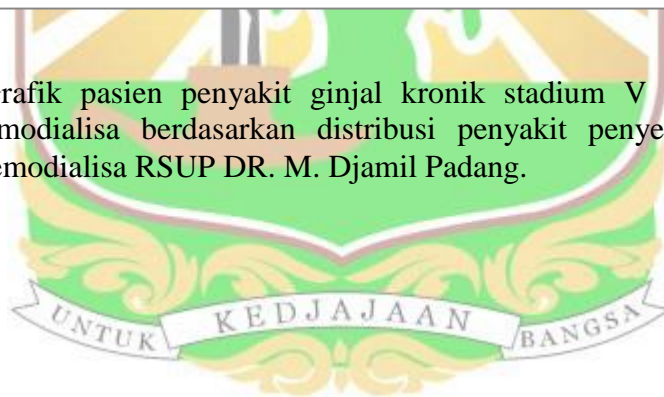 rafik pasien penyakit ginjal kronik stadium V
modialisa berdasarkan distribusi penyakit penye
emodialisa RSUP DR. M. Djamil Padang.
UNTUK KEDJAJAAN BANGSA